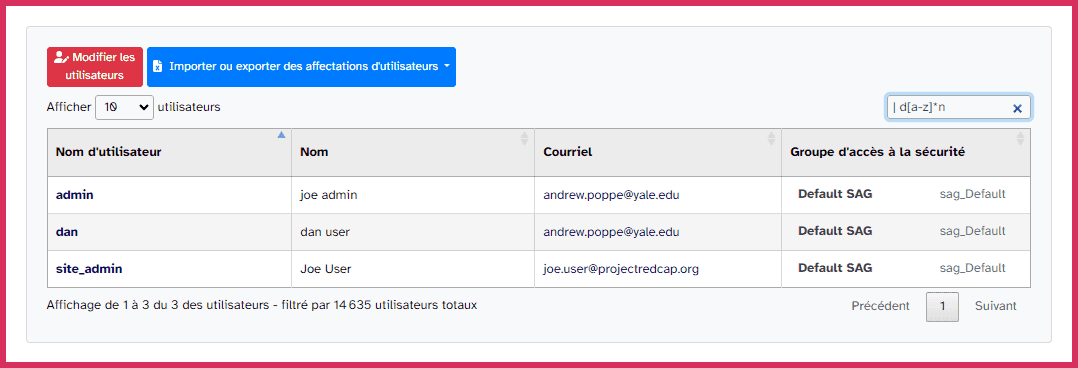 Modifier les
utilisateurs
Importer ou exporter des affectations d'utilisateurs
Afficher 10 utilisateurs
| d[a-z]*n
Nom d'utilisateur Nom Courriel Groupe d'accès à la sécurité
admin joe admin andrew.poppe@yale.edu Default SAG sag_Default
dan dan user andrew.poppe@yale.edu Default SAG sag_Default
site_admin Joe User joe.user@projectredcap.org Default SAG sag_Default
Affichage de 1 à 3 du 3 des utilisateurs - filtré par 14 635 utilisateurs totaux
Précédent 1 Suivant